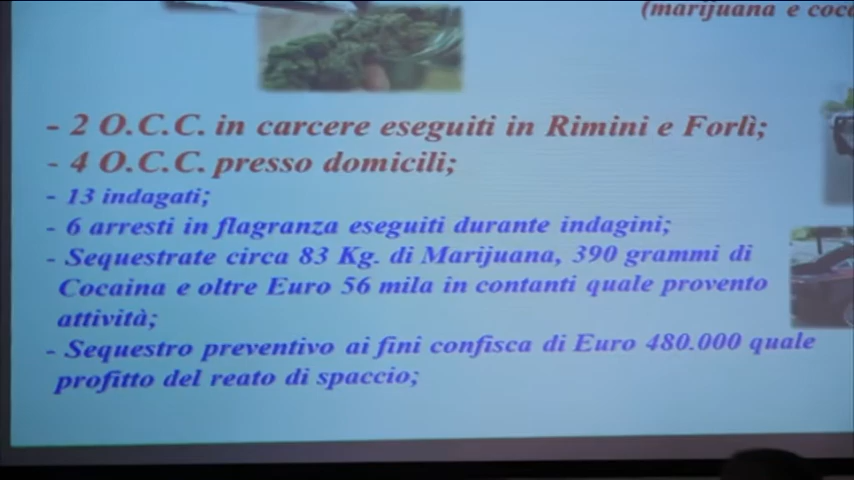 (marijuana e coca
- 2 O.C.C. in carcere eseguiti in Rimini e Forlì;
- 4 O.C.C. presso domicili;
- 13 indagati;
- 6 arresti in flagranza eseguiti durante indagini;
- Sequestrate circa 83 Kg. di Marijuana, 390 grammi di
Cocaina e oltre Euro 56 mila in contanti quale provento
attività;
- Sequestro preventivo ai fini confisca di Euro 480.000 quale
profitto del reato di spaccio;